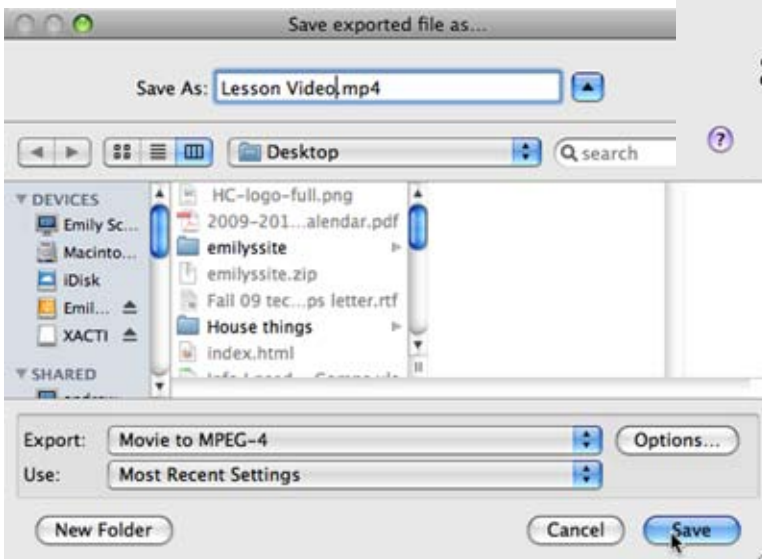 Save exported file as...
Save As: Lesson Video.mp4
Desktop
search
?
DEVICES
Emily Sc...
Macinto...
iDisk
Emil...
XACTI
SHARED
HC-logo-full.png
2009-201...alendar.pdf
emilyssite
emilyssite.zip
Fall 09 tec...ps letter.rtf
House things
index.html
Export: Movie to MPEG-4
Options...
Use: Most Recent Settings
New Folder
Cancel
Save